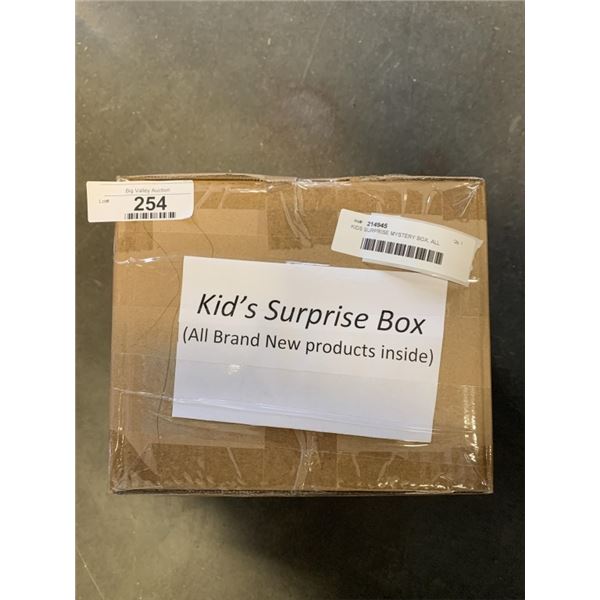 Big Valley Auction
Lot# 254
214945
KIDS SURPRISE MYSTERY BOX, ALL
Kid's Surprise Box
(All Brand New products inside)